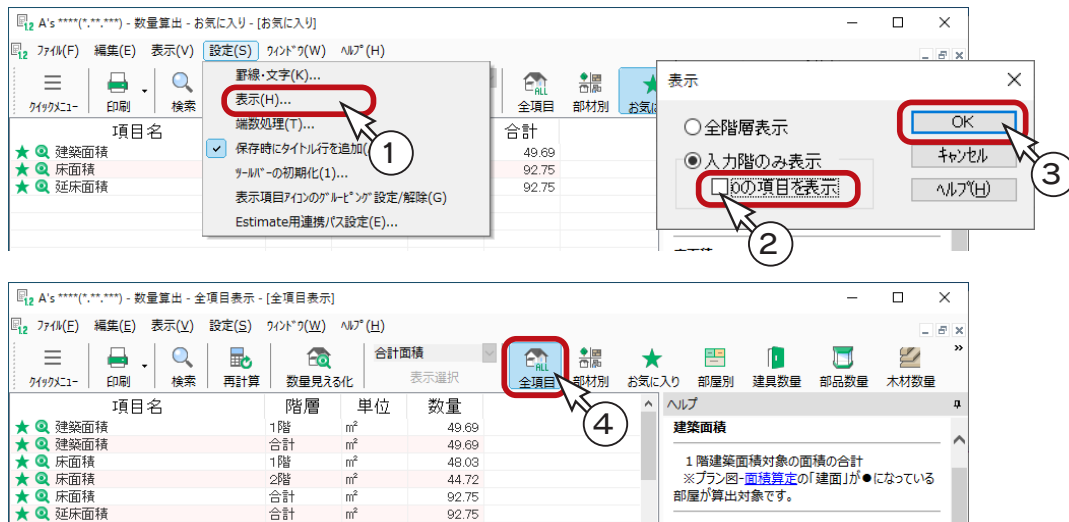 A's ****(*.**.***) - 数量算出 - お気に入り - [お気に入り]
ﾌｧｲﾙ(F) 編集(E) 表示(V) 設定(S) ｳｨﾝﾄﾞｳ(W) ﾍﾙﾌﾟ(H)
ｸｲｯｸﾒﾆｭｰ 印刷 検索 全項目 部材別 お気に
罫線・文字(K)...
表示(H)...
端数処理(T)...
保存時にタイトル行を追加(
ﾂｰﾙﾊﾞｰの初期化(1)...
表示項目ｱｲｺﾝのｸﾞﾙｰﾋﾟﾝｸﾞ設定/解除(G)
Estimate用連携パス設定(E)...
①
項目名 合計
建築面積 49.69
床面積 92.75
延床面積 92.75
表示
全階層表示
入力階のみ表示
0の項目を表示
OK
キャンセル
ﾍﾙﾌﾟ(H)
②
③
A's ****(*.**.***) - 数量算出 - 全項目表示 - [全項目表示]
ﾌｧｲﾙ(F) 編集(E) 表示(V) 設定(S) ｳｨﾝﾄﾞｳ(W) ﾍﾙﾌﾟ(H)
合計面積
表示選択
ｸｲｯｸﾒﾆｭｰ 印刷 検索 再計算 数量見える化 全項目 部材別 お気に入り 部屋別 建具数量 部品数量 木材数量 »
④
項目名 階層 単位 数量
建築面積 1階 ㎡ 49.69
建築面積 合計 ㎡ 49.69
床面積 1階 ㎡ 48.03
床面積 2階 ㎡ 44.72
床面積 合計 ㎡ 92.75
延床面積 合計 ㎡ 92.75
ヘルプ
建築面積
1階建築面積対象の面積の合計
※プラン図-面積算定の「建面」が●になっている
部屋が算出対象です。